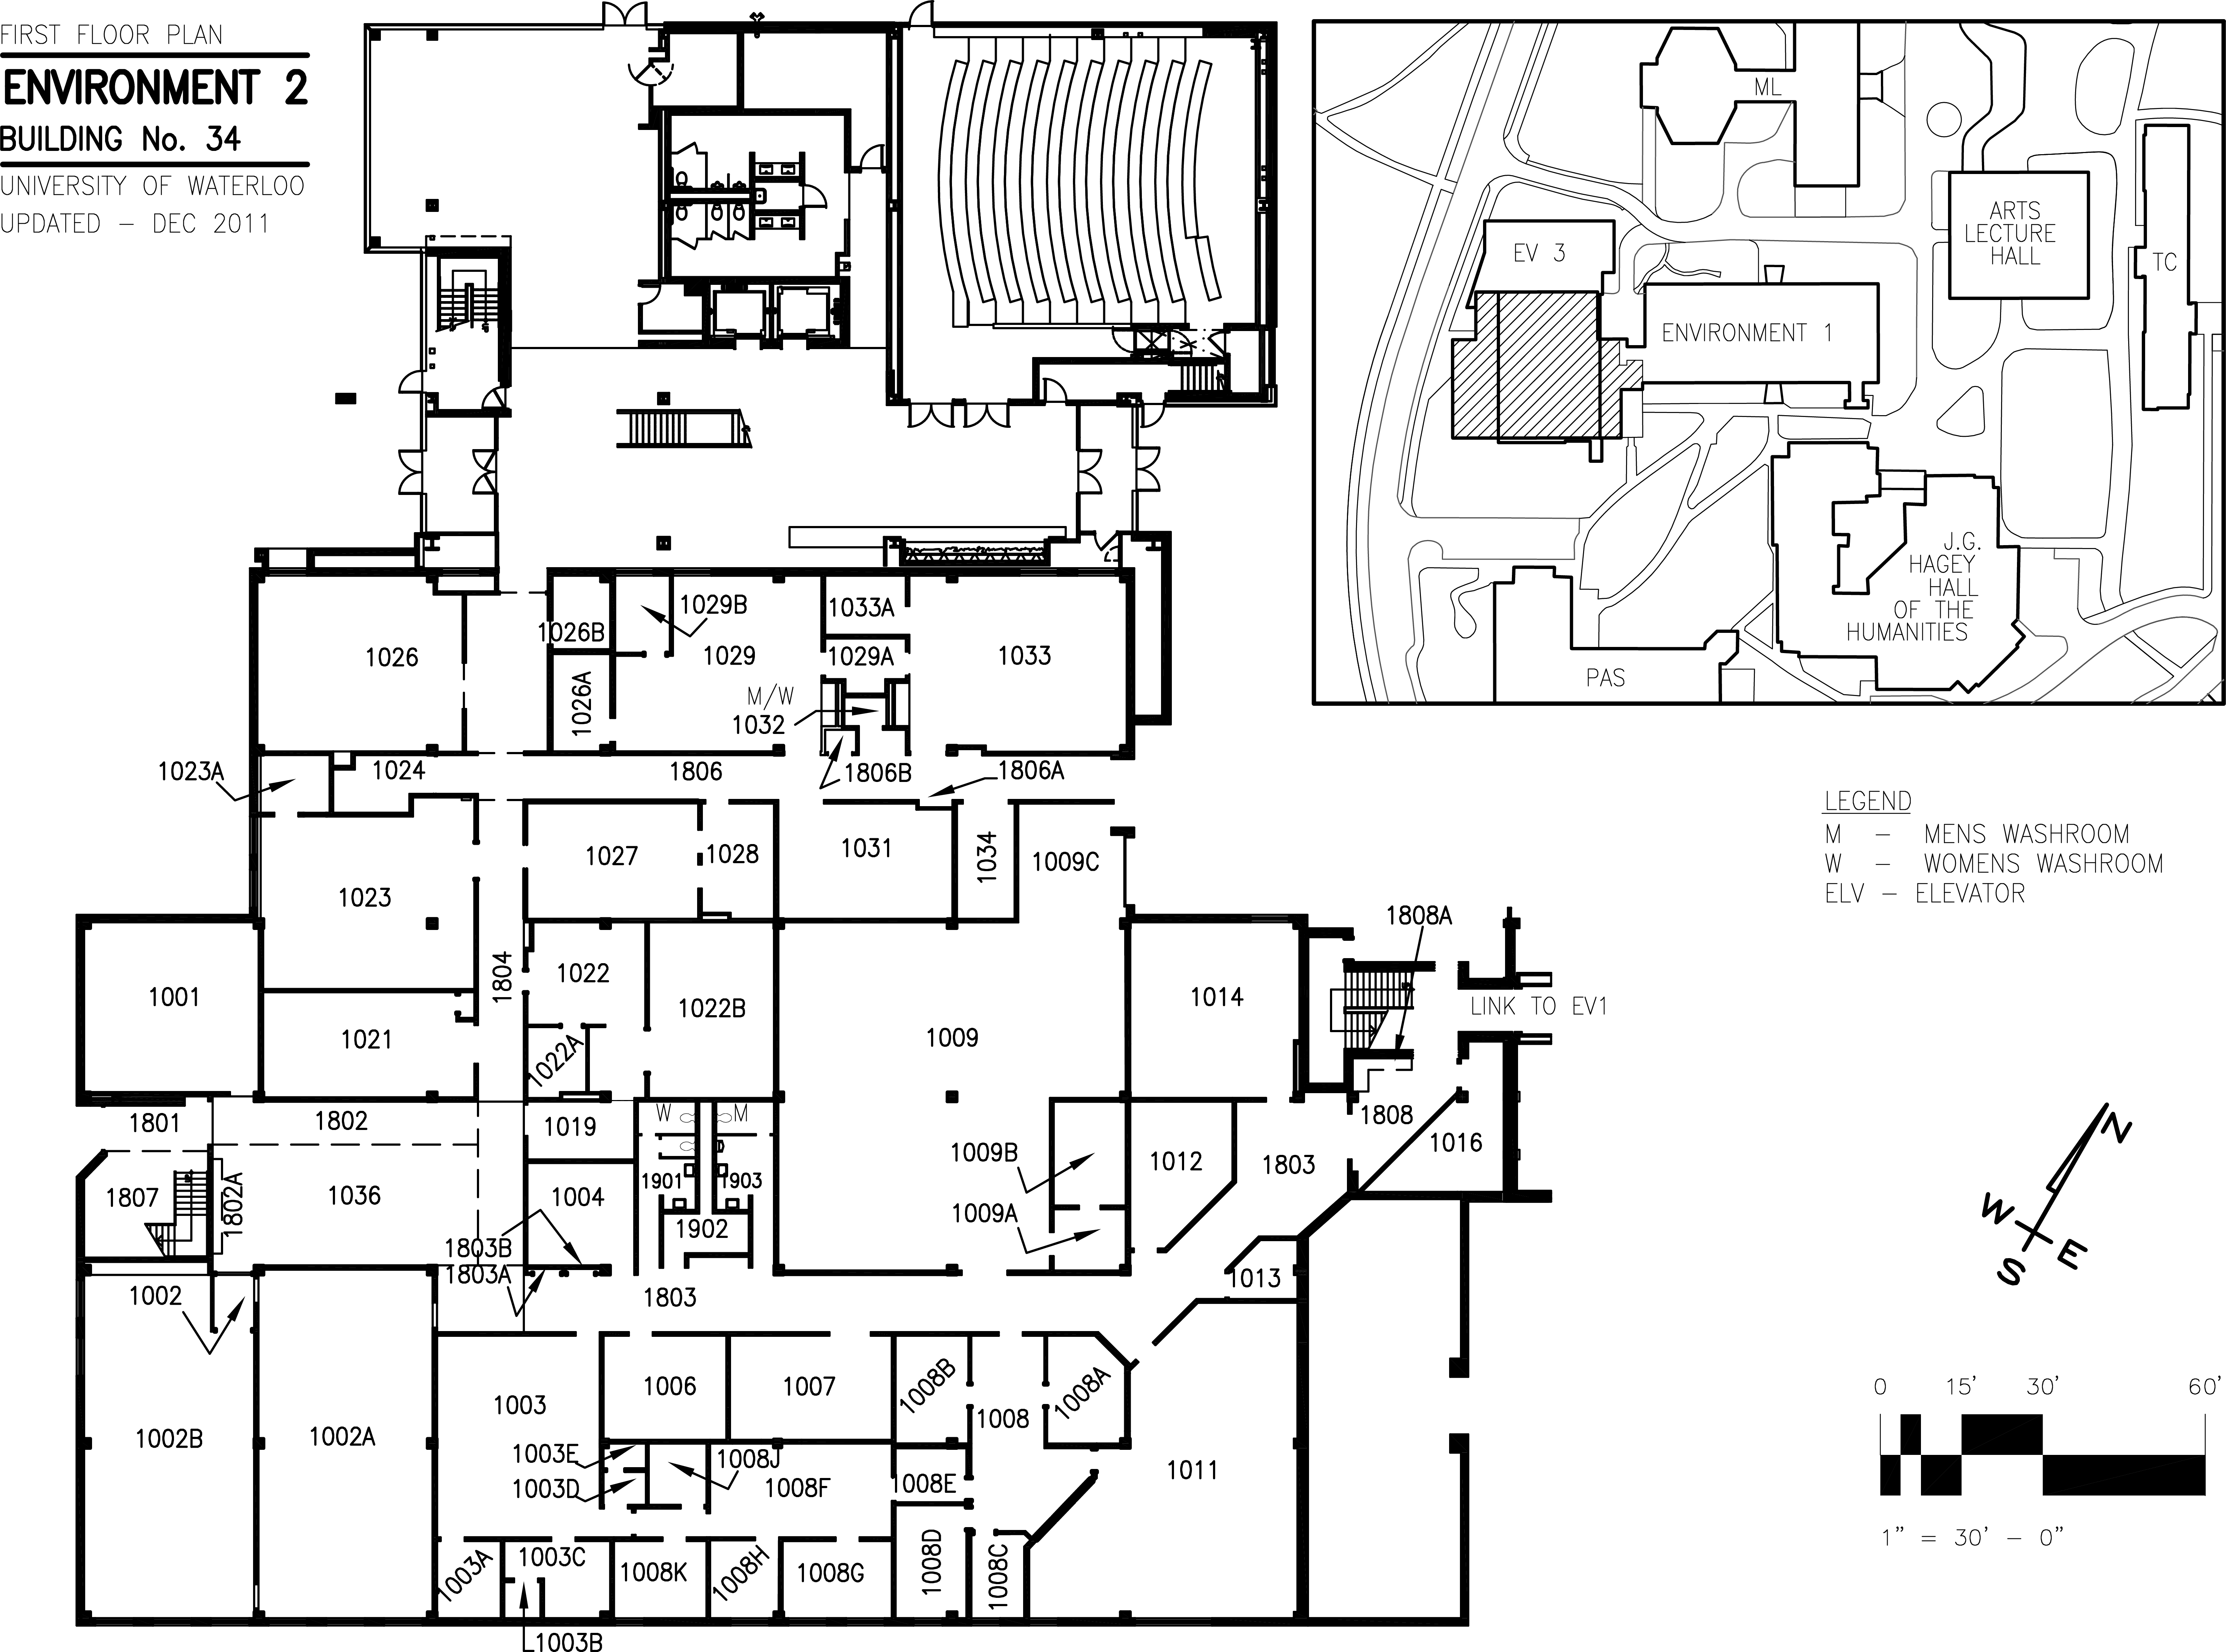 FIRST FLOOR PLAN
ENVIRONMENT 2
BUILDING No. 34
UNIVERSITY OF WATERLOO
UPDATED - DEC 2011
ML
ARTS
LECTURE
HALL
TC
EV 3
ENVIRONMENT 1
J.G.
HAGEY
HALL
OF THE
HUMANITIES
PAS
1029B
1033A
1026B
1026
1029
1029A
1033
1026A
M/W
1032
1023A
1024
1806
1806B
1806A
LEGEND
M - MENS WASHROOM
W - WOMENS WASHROOM
ELV - ELEVATOR
1027
1028
1031
1034
1009C
1023
1808A
1804
1022
1001
1022B
1014
LINK TO EV1
1021
1009
1022A
1801
1802
1019
W
M
1808
1016
1009B
1012
1803
1807
1802A
1036
1004
1901
1903
1009A
1902
1803B
1803A
1013
1002
1803
N
W
E
S
1003
1006
1007
1008B
1008
1008A
0 15' 30' 60'
1002B
1002A
1003E
1003D
1008J
1008F
1008E
1011
1" = 30' - 0"
1003A
1003C
1008K
1008H
1008G
1008D
1008C
1003B